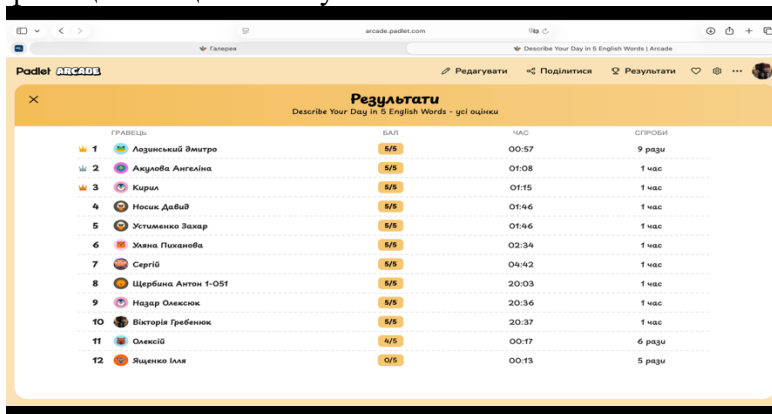 arcade.padlet.com
Галерея
Describe Your Day in 5 English Words | Arcade
Padlet ARCADE
Редагувати
Поділитися
Результати
Результати
Describe Your Day in 5 English Words - усі оцінки
ГРАВЕЦЬ БАЛ ЧАС СПРОБИ
1 Лозинський Дмитро 5/5 00:57 9 рази
2 Акулова Ангеліна 5/5 01:08 1 час
3 Кирил 5/5 01:15 1 час
4 Носик Давид 5/5 01:46 1 час
5 Устименко Захар 5/5 01:46 1 час
6 Уляна Пиханова 5/5 02:34 1 час
7 Сергій 5/5 04:42 1 час
8 Щербина Антон 1-051 5/5 20:03 1 час
9 Назар Олексюк 5/5 20:36 1 час
10 Вікторія Гребенюк 5/5 20:37 1 час
11 Олексій 4/5 00:17 6 рази
12 Ященко Ілля 0/5 00:13 5 рази